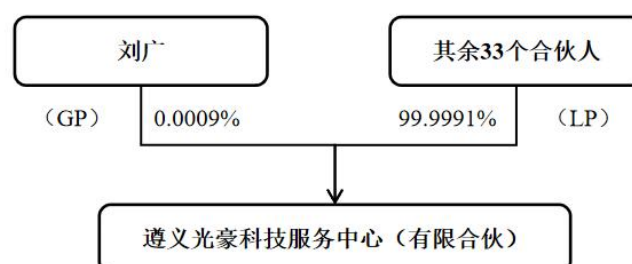 刘广
其余33个合伙人
（GP）
0.0009%
99.9991%
（LP）
遵义光豪科技服务中心（有限合伙）